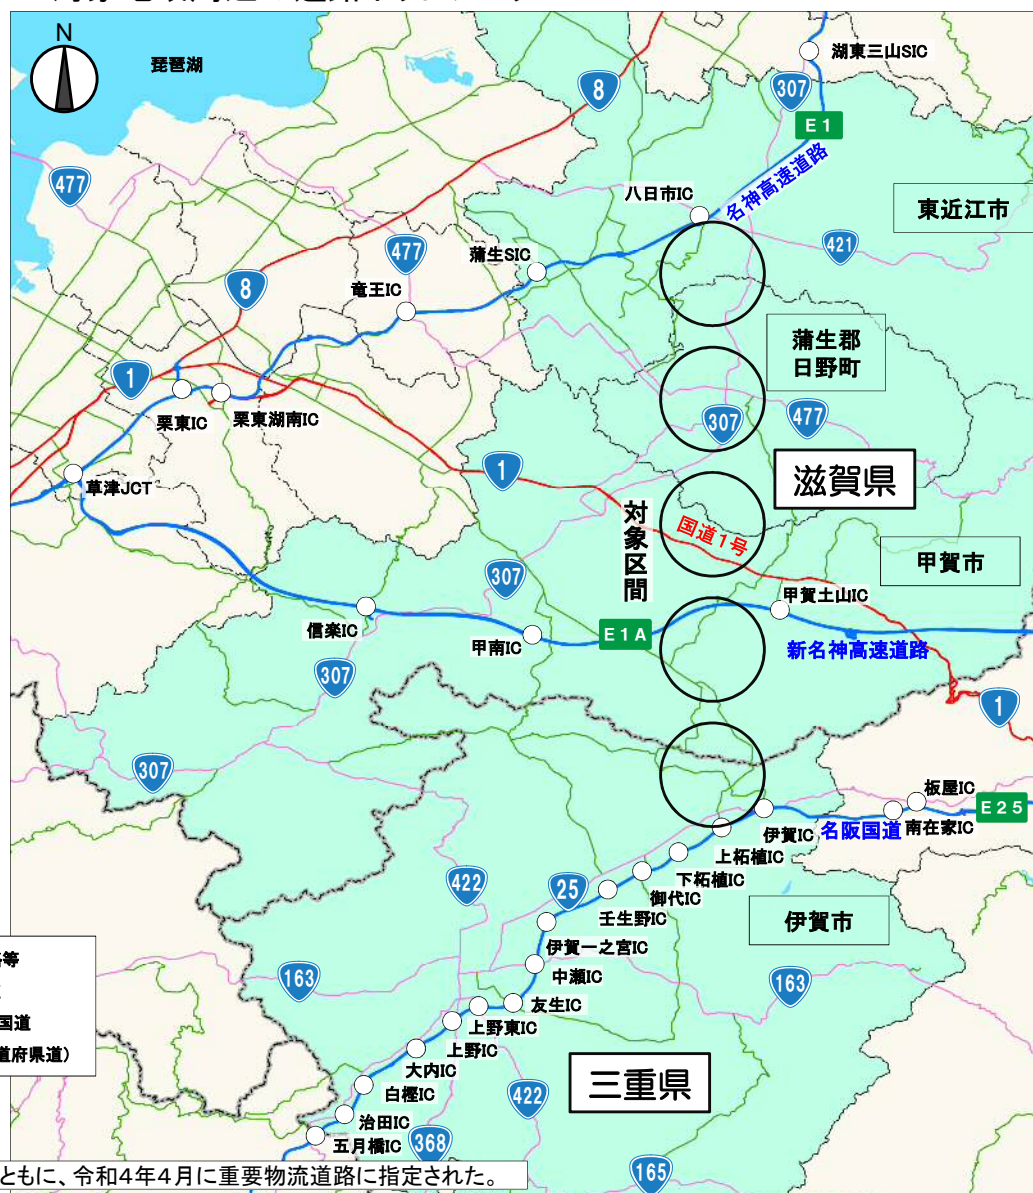 N
琵琶湖
湖東三山SIC
8
307
E1
477
名神高速道路
八日市IC
東近江市
477
421
蒲生SIC
8
竜王IC
蒲生郡
日野町
1
栗東IC
栗東湖南IC
307
477
草津JCT
1
滋賀県
対象区間
国道1号
甲賀市
307
甲賀土山IC
信楽IC
甲南IC
E1A
新名神高速道路
307
1
307
板屋IC
E25
伊賀IC
名阪国道
南在家IC
上柘植IC
下柘植IC
422
25
御代IC
壬生野IC
伊賀市
伊賀一之宮IC
等
中瀬IC
163
163
国道
友生IC
上野東IC
道府県道)
上野IC
大内IC
三重県
白樫IC
422
治田IC
五月橋IC
368
165
ともに、令和4年4月に重要物流道路に指定された。